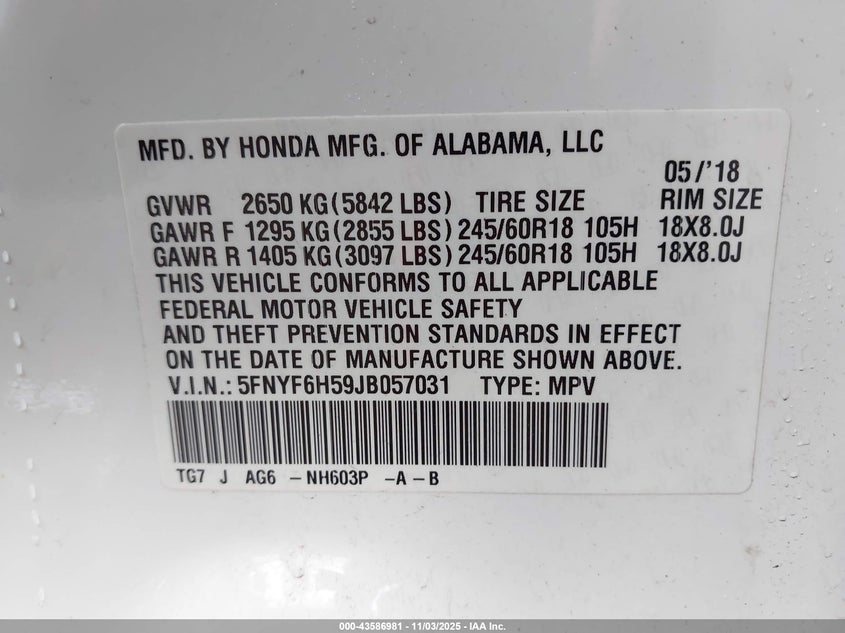 MFD. BY HONDA MFG. OF ALABAMA, LLC
05/'18
GVWR 2650 KG(5842 LBS) TIRE SIZE RIM SIZE
GAWR F 1295 KG(2855 LBS) 245/60R18 105H 18X8.0J
GAWR R 1405 KG(3097 LBS) 245/60R18 105H 18X8.0J
THIS VEHICLE CONFORMS TO ALL APPLICABLE
FEDERAL MOTOR VEHICLE SAFETY
AND THEFT PREVENTION STANDARDS IN EFFECT
ON THE DATE OF MANUFACTURE SHOWN ABOVE.
V.I.N.: 5FNYF6H59JB057031 TYPE: MPV
TG7 J AG6 -NH603P -A-B
000-43586981 - 11/03/2025 - IAA Inc.